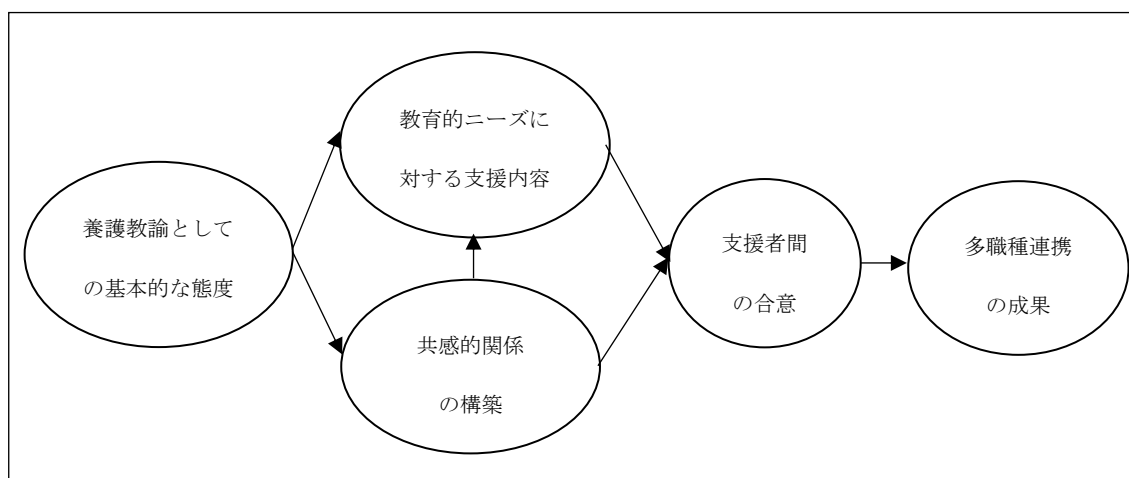 養護教諭として
の基本的な態度
教育的ニーズに
対する支援内容
共感的関係
の構築
支援者間
の合意
多職種連携
の成果